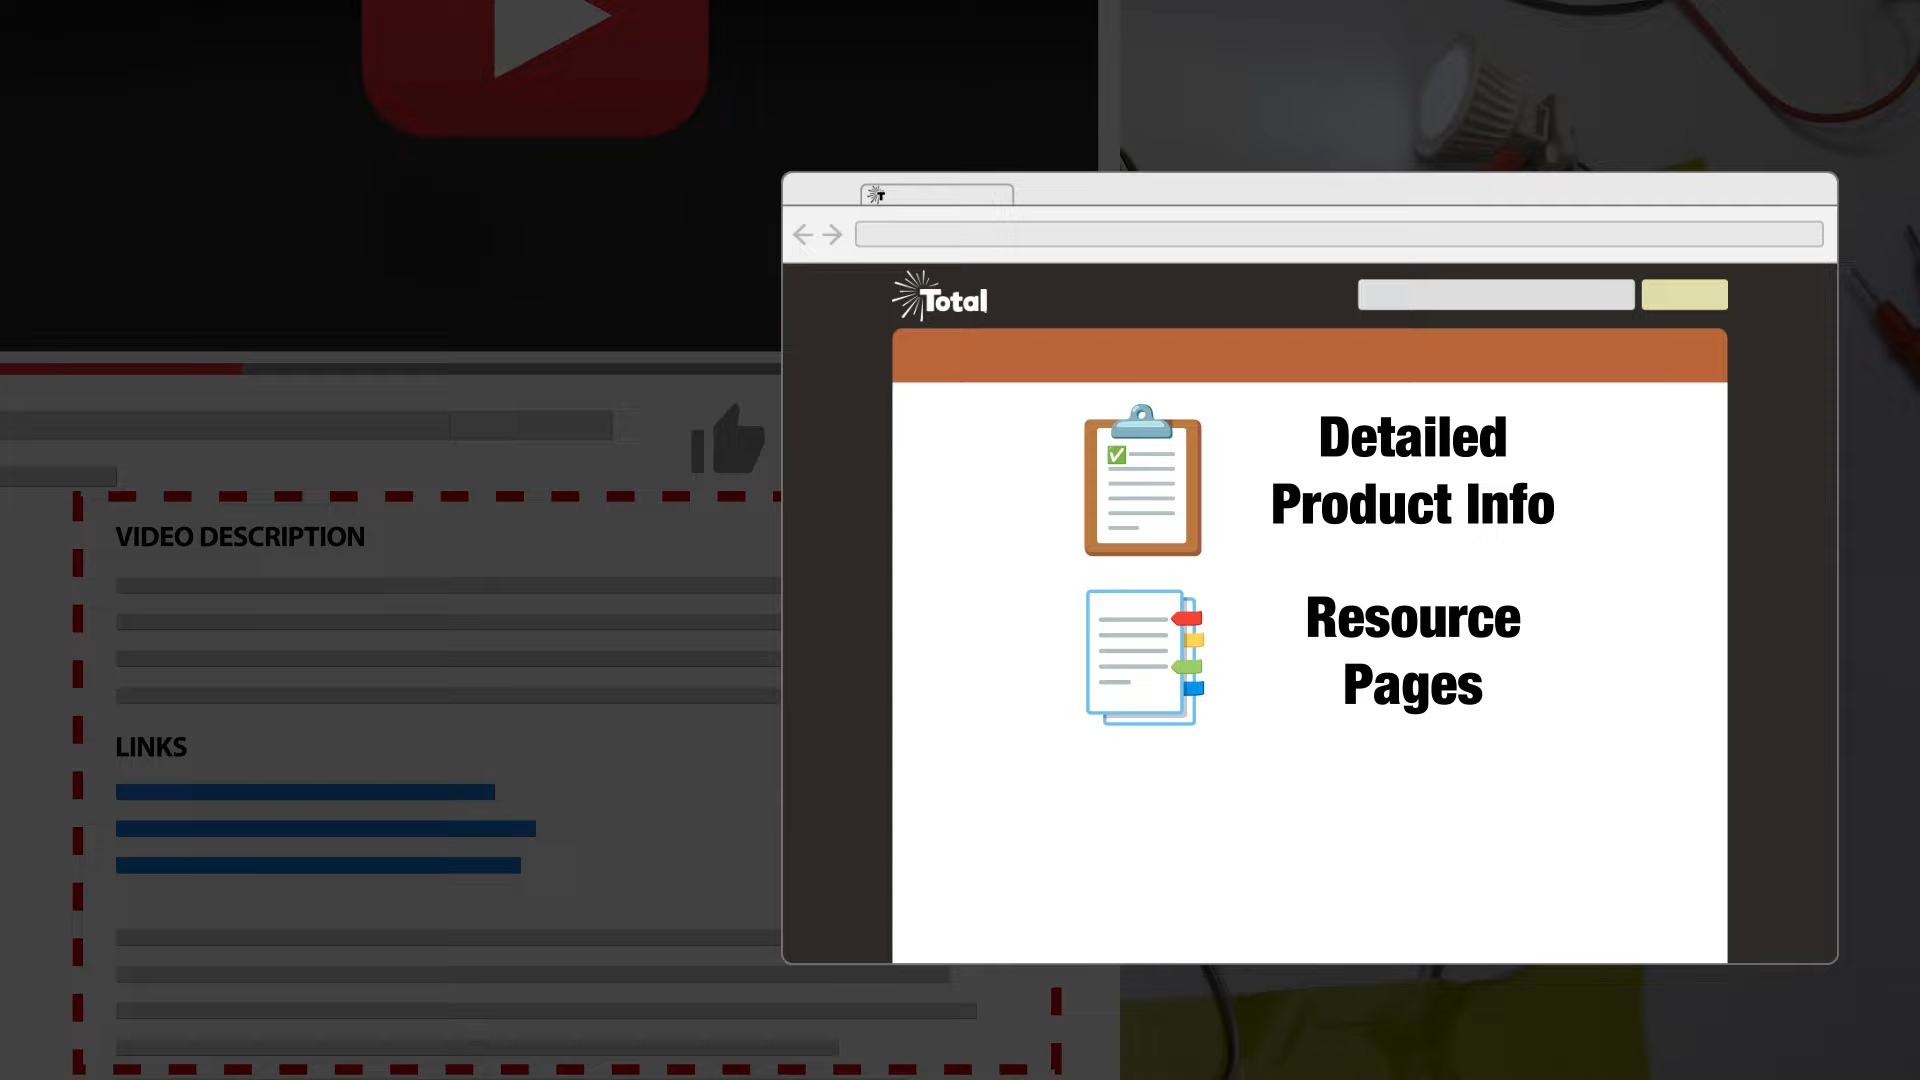 T
Total
Detailed
Product Info
Resource
Pages
VIDEO DESCRIPTION
LINKS